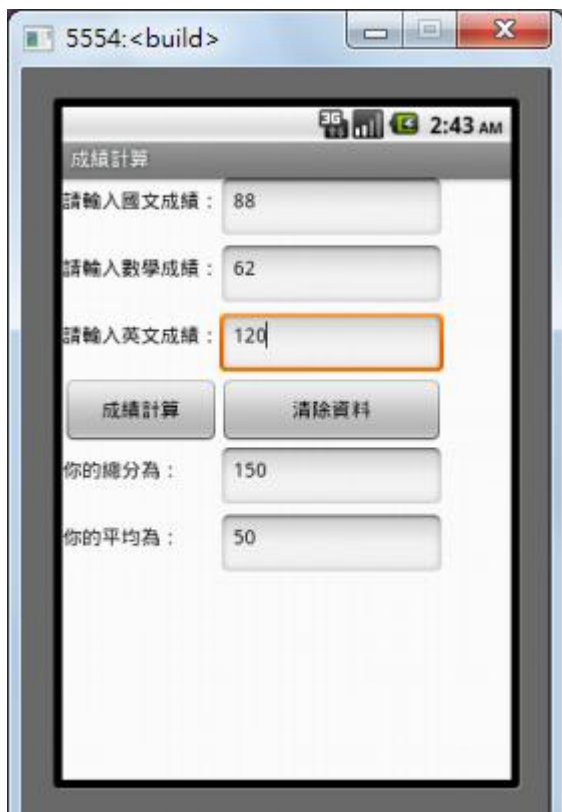 5554:<build>
3G 2:43 AM
成績計算
請輸入國文成績： 88
請輸入數學成績： 62
請輸入英文成績： 120
成績計算 清除資料
你的總分為： 150
你的平均為： 50